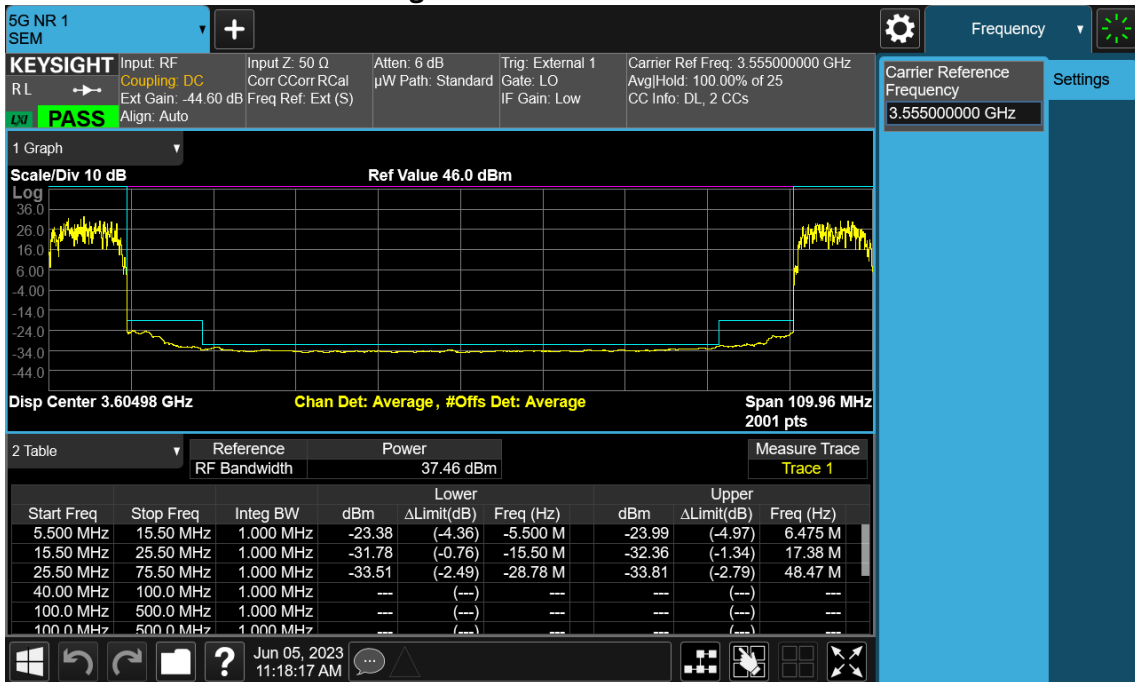 5G NR 1
SEM
+
Frequency
KEYSIGHT
RL
LXI PASS
Input: RF
Coupling: DC
Ext Gain: -44.60 dB
Align: Auto
Input Z: 50 Ω
Corr CCorr RCal
Freq Ref: Ext (S)
Atten: 6 dB
µW Path: Standard
Trig: External 1
Gate: LO
IF Gain: Low
Carrier Ref Freq: 3.555000000 GHz
Avg|Hold: 100.00% of 25
CC Info: DL, 2 CCs
Carrier Reference
Frequency
3.555000000 GHz
Settings
1 Graph
Scale/Div 10 dB Ref Value 46.0 dBm
Log
36.0
26.0
16.0
6.00
-4.00
-14.0
-24.0
-34.0
-44.0
Disp Center 3.60498 GHz Chan Det: Average, #Offs Det: Average Span 109.96 MHz
2001 pts
2 Table Reference Power Measure Trace
RF Bandwidth 37.46 dBm Trace 1
Lower Upper
Start Freq Stop Freq Integ BW dBm ΔLimit(dB) Freq (Hz) dBm ΔLimit(dB) Freq (Hz)
5.500 MHz 15.50 MHz 1.000 MHz -23.38 (-4.36) -5.500 M -23.99 (-4.97) 6.475 M
15.50 MHz 25.50 MHz 1.000 MHz -31.78 (-0.76) -15.50 M -32.36 (-1.34) 17.38 M
25.50 MHz 75.50 MHz 1.000 MHz -33.51 (-2.49) -28.78 M -33.81 (-2.79) 48.47 M
40.00 MHz 100.0 MHz 1.000 MHz --- (---) --- --- (---) ---
100.0 MHz 500.0 MHz 1.000 MHz --- (---) --- --- (---) ---
100.0 MHz 500.0 MHz 1.000 MHz --- (---) --- --- (---) ---
? Jun 05, 2023
11:18:17 AM